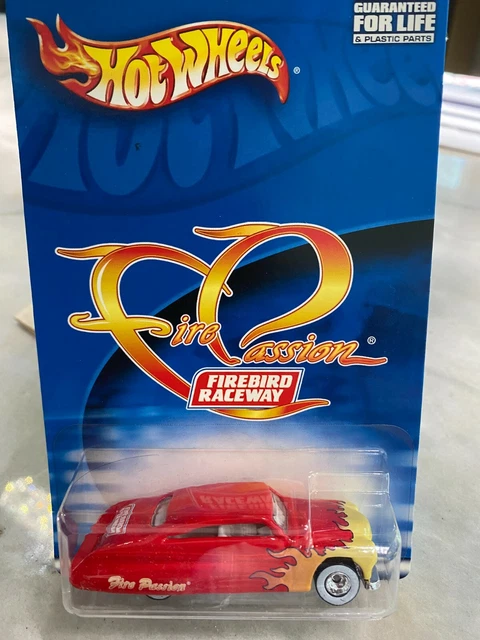 GUARANTEED
FOR LIFE
& PLASTIC PARTS
HOT WHEELS®
Fire Passion®
FIREBIRD
RACEWAY
Fire Passion®